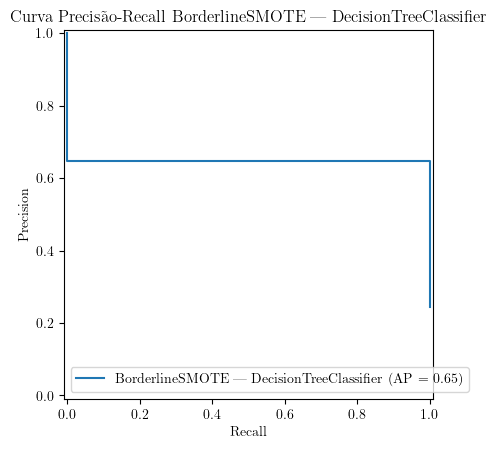 Curva Precisão-Recall BorderlineSMOTE — DecisionTreeClassifier
1.0
0.8
0.6
0.4
0.2
0.0
Precision
BorderlineSMOTE — DecisionTreeClassifier (AP = 0.65)
0.0 0.2 0.4 0.6 0.8 1.0
Recall